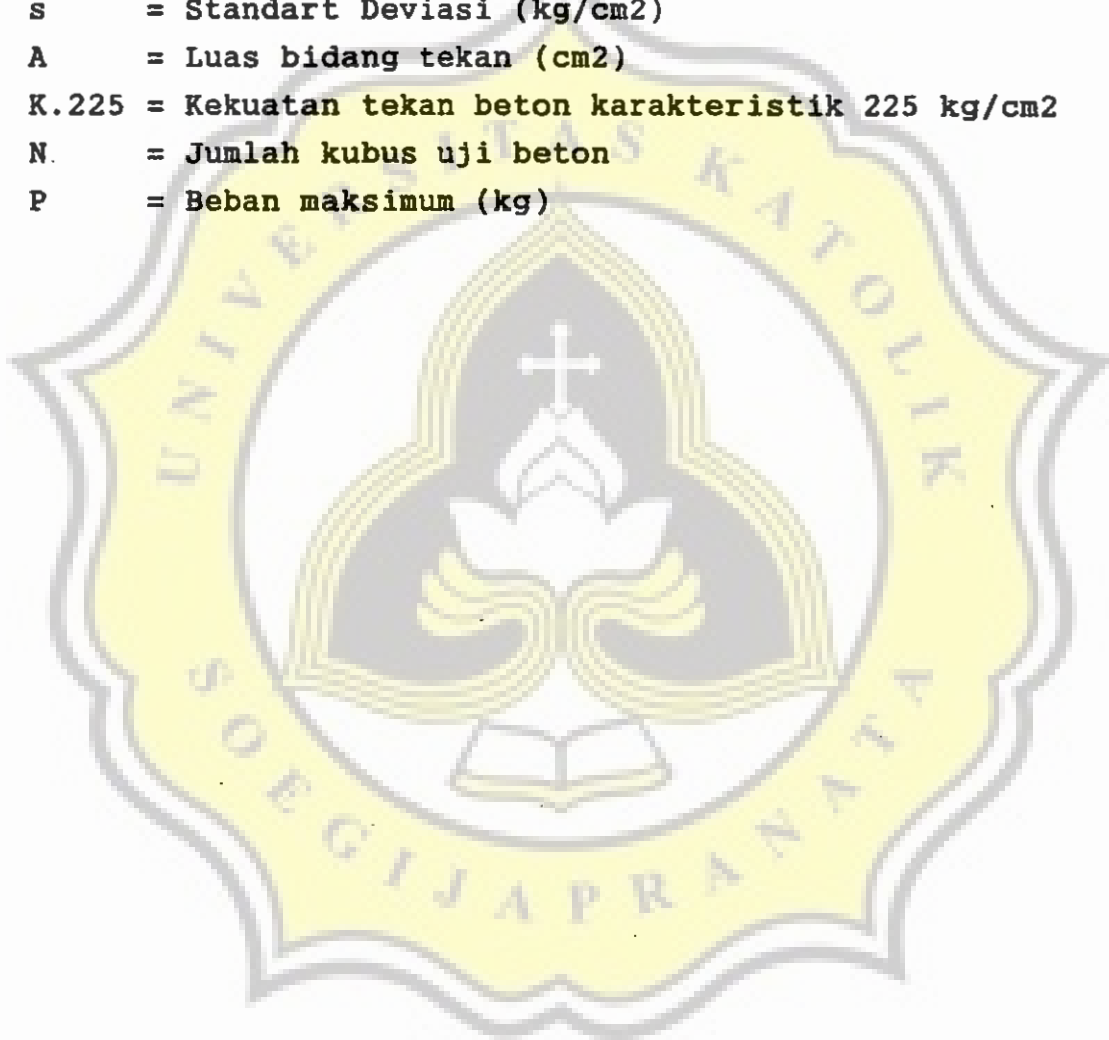 s = Standart Deviasi (kg/cm2)
A = Luas bidang tekan (cm2)
K.225 = Kekuatan tekan beton karakteristik 225 kg/cm2
N. = Jumlah kubus uji beton
P = Beban maksimum (kg)
UNIVERSITAS KATOLIK
SOEGIJAPRANATA